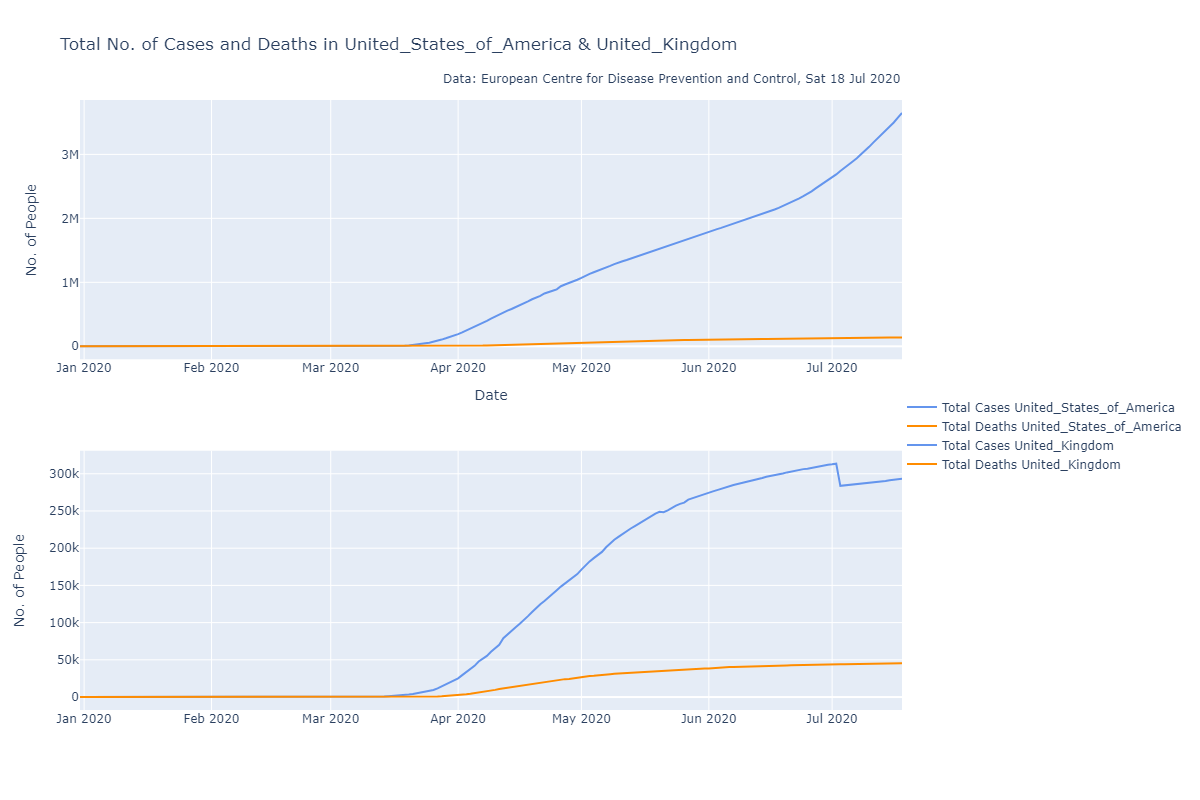 Total No. of Cases and Deaths in United_States_of_America & United_Kingdom
Data: European Centre for Disease Prevention and Control, Sat 18 Jul 2020
No. of People
3M
2M
1M
0
Jan 2020 Feb 2020 Mar 2020 Apr 2020 May 2020 Jun 2020 Jul 2020
Date
Total Cases United_States_of_America
Total Deaths United_States_of_America
Total Cases United_Kingdom
Total Deaths United_Kingdom
No. of People
300k
250k
200k
150k
100k
50k
0
Jan 2020 Feb 2020 Mar 2020 Apr 2020 May 2020 Jun 2020 Jul 2020